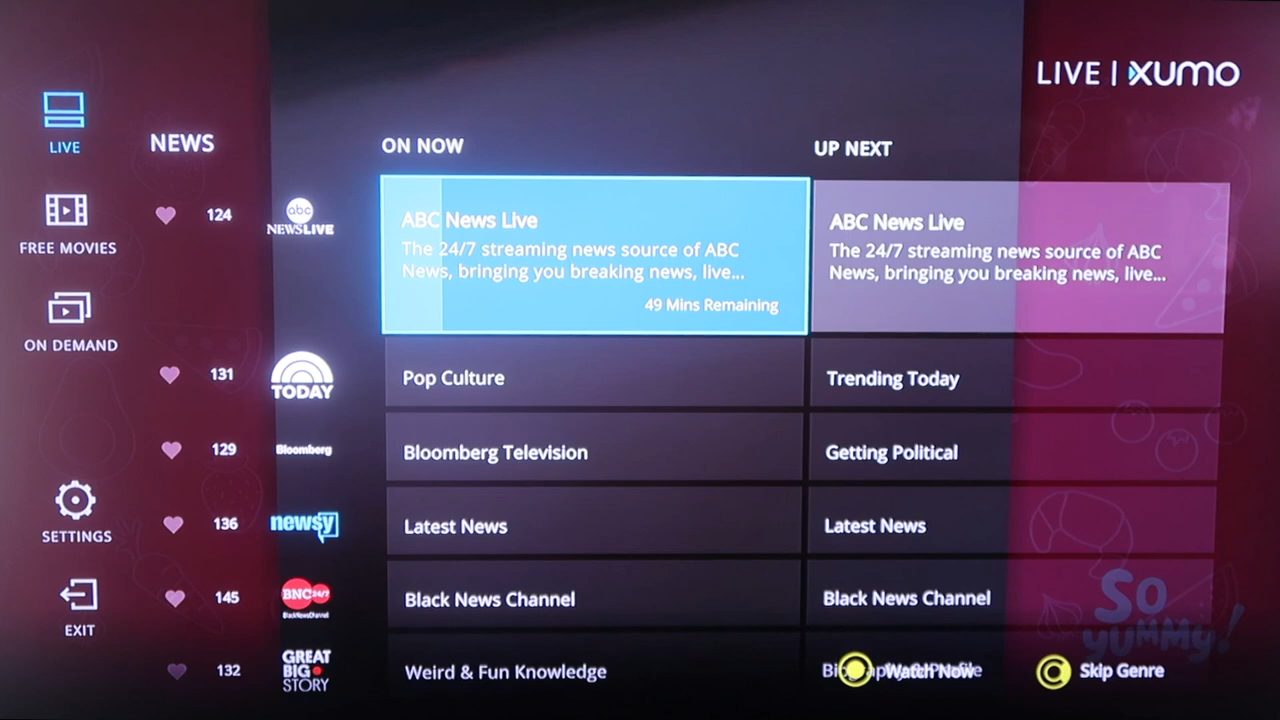 LIVE | XUMO
LIVE
FREE MOVIES
ON DEMAND
SETTINGS
EXIT
NEWS
ON NOW
UP NEXT
124
abc
NEWS LIVE
ABC News Live
The 24/7 streaming news source of ABC
News, bringing you breaking news, live...
49 Mins Remaining
ABC News Live
The 24/7 streaming news source of ABC
News, bringing you breaking news, live...
131
TODAY
Pop Culture
Trending Today
129
Bloomberg
Bloomberg Television
Getting Political
136
newsy
Latest News
Latest News
145
BNC 24/7
BlackNewsChannel
Black News Channel
Black News Channel
132
GREAT
BIG
STORY
Weird & Fun Knowledge
Biography & Profile
Watch Now
Skip Genre
SO
YUMMY!